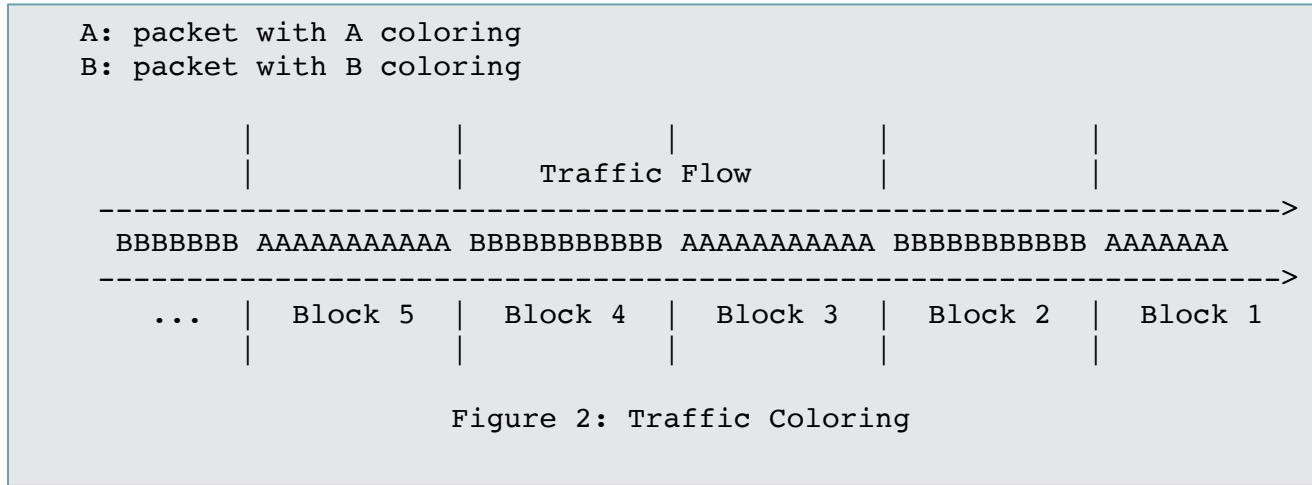 A: packet with A coloring
B: packet with B coloring
| | | | |
| | Traffic Flow | |
------------------------------------------------------------------->
BBBBBBB AAAAAAAAAAA BBBBBBBBBBB AAAAAAAAAAA BBBBBBBBBBB AAAAAAA
------------------------------------------------------------------->
... | Block 5 | Block 4 | Block 3 | Block 2 | Block 1
| | | | |
Figure 2: Traffic Coloring